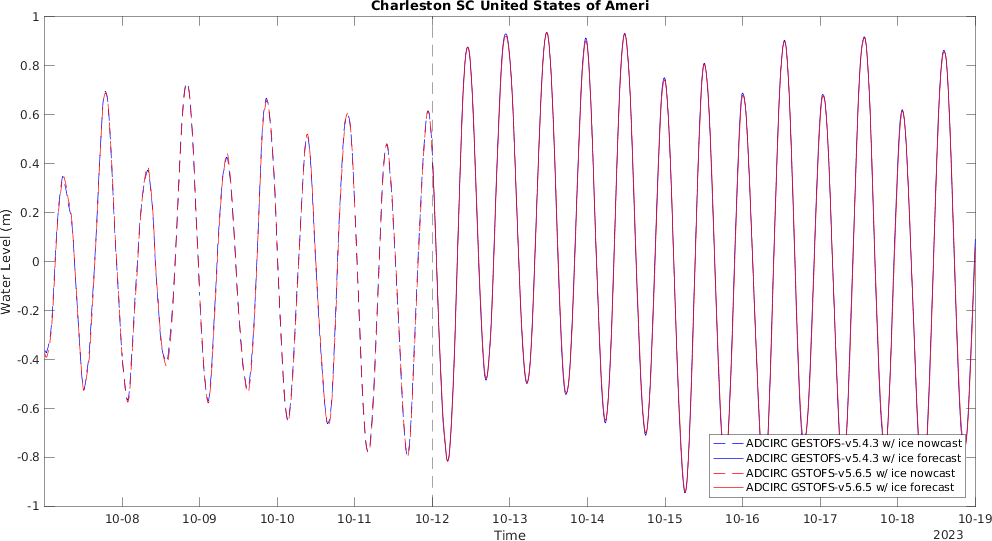 Charleston SC United States of Ameri
Water Level (m)
1
0.8
0.6
0.4
0.2
0
-0.2
-0.4
-0.6
-0.8
-1
ADCIRC GESTOFS-v5.4.3 w/ ice nowcast
ADCIRC GESTOFS-v5.4.3 w/ ice forecast
ADCIRC GSTOFS-v5.6.5 w/ ice nowcast
ADCIRC GSTOFS-v5.6.5 w/ ice forecast
10-08 10-09 10-10 10-11 10-12 10-13 10-14 10-15 10-16 10-17 10-18 10-19
Time
2023